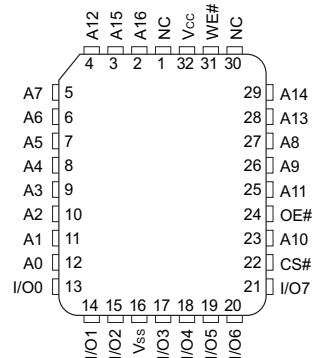 A12 A15 A16 NC Vcc WE# NC
4 3 2 1 32 31 30
A7 5 29 A14
A6 6 28 A13
A5 7 27 A8
A4 8 26 A9
A3 9 25 A11
A2 10 24 OE#
A1 11 23 A10
A0 12 22 CS#
I/O0 13 21 I/O7
14 15 16 17 18 19 20
I/O1 I/O2 Vss I/O3 I/O4 I/O5 I/O6